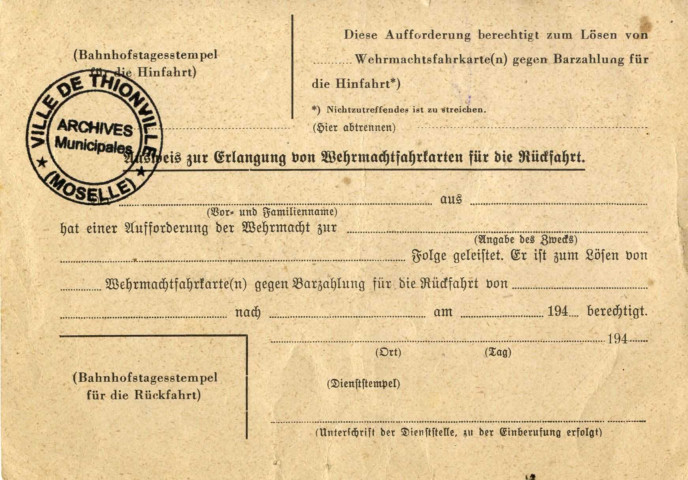 (Bahnhofstagesstempel
für die Hinfahrt)
Diese Aufforderung berechtigt zum Lösen von
........ Wehrmachtsfahrkarte(n) gegen Barzahlung für
die Hinfahrt*)
*) Nichtzutreffendes ist zu streichen.
(Hier abtrennen)
VILLE DE THIONVILLE
ARCHIVES
Municipales
★ (MOSELLE) ★
Ausweis zur Erlangung von Wehrmachtfahrkarten für die Rückfahrt.
........ aus ........
(Vor- und Familienname)
hat einer Aufforderung der Wehrmacht zur ........
(Angabe des Zwecks)
........ Folge geleistet. Er ist zum Lösen von
........ Wehrmachtfahrkarte(n) gegen Barzahlung für die Rückfahrt von ........
........ nach ........ am ........ 194.... berechtigt.
........ 194....
(Ort) (Tag)
(Bahnhofstagesstempel
für die Rückfahrt)
(Dienststempel)
(Unterschrift der Dienststelle, zu der Einberufung erfolgt)